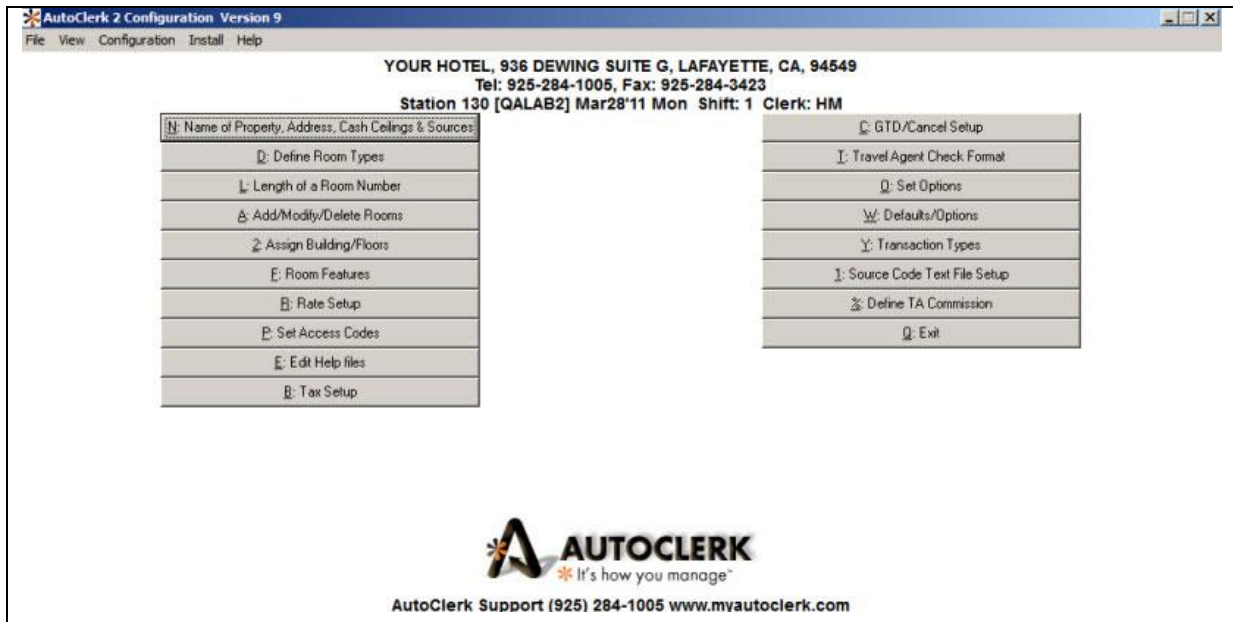 AutoClerk 2 Configuration Version 9
File View Configuration Install Help
YOUR HOTEL, 936 DEWING SUITE G, LAFAYETTE, CA, 94549
Tel: 925-284-1005, Fax: 925-284-3423
Station 130 [QALAB2] Mar28'11 Mon Shift: 1 Clerk: HM
N: Name of Property, Address, Cash Ceilings & Sources
D: Define Room Types
L: Length of a Room Number
A: Add/Modify/Delete Rooms
2: Assign Building/Floors
F: Room Features
R: Rate Setup
P: Set Access Codes
E: Edit Help files
B: Tax Setup
C: GTD/Cancel Setup
T: Travel Agent Check Format
O: Set Options
W: Defaults/Options
Y: Transaction Types
1: Source Code Text File Setup
%: Define TA Commission
Q: Exit
AUTOCLERK
It's how you manage™
AutoClerk Support (925) 284-1005 www.myautoclerk.com